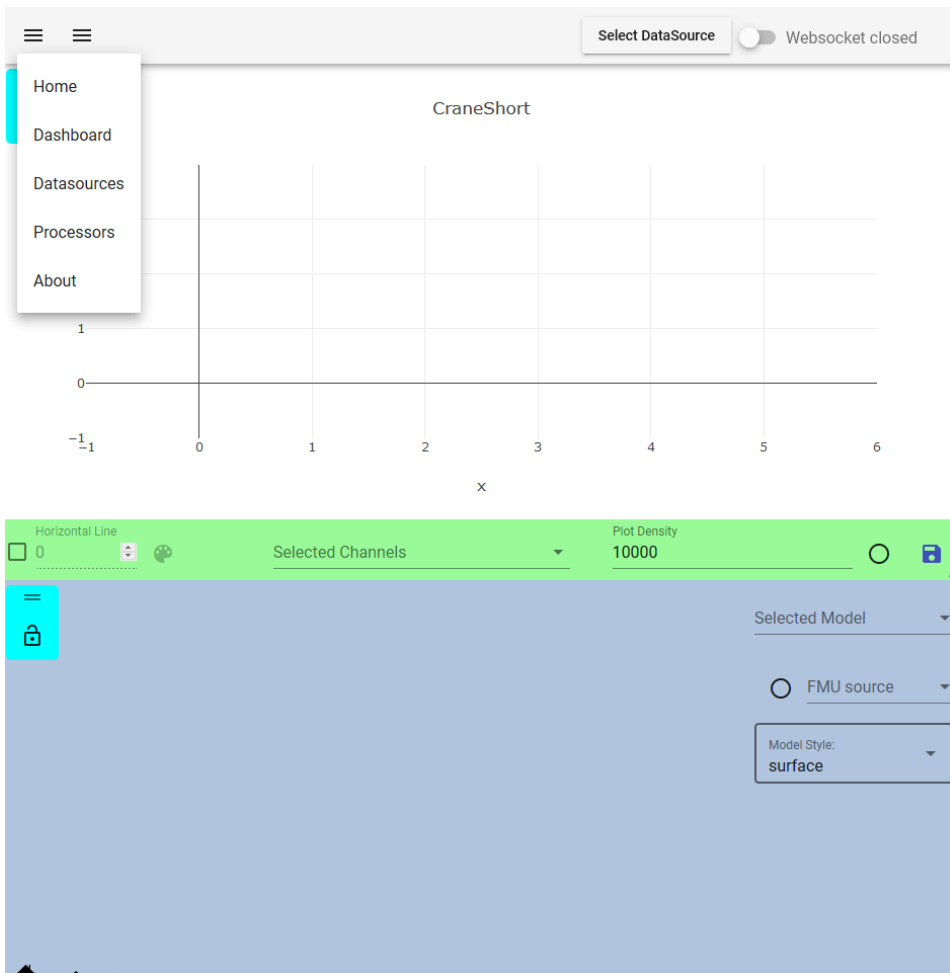 Select DataSource
Websocket closed
Home
Dashboard
Datasources
Processors
About
CraneShort
1
0
−1
−1 0 1 2 3 4 5 6
x
Horizontal Line
0
Selected Channels
Plot Density
10000
Selected Model
FMU source
Model Style:
surface